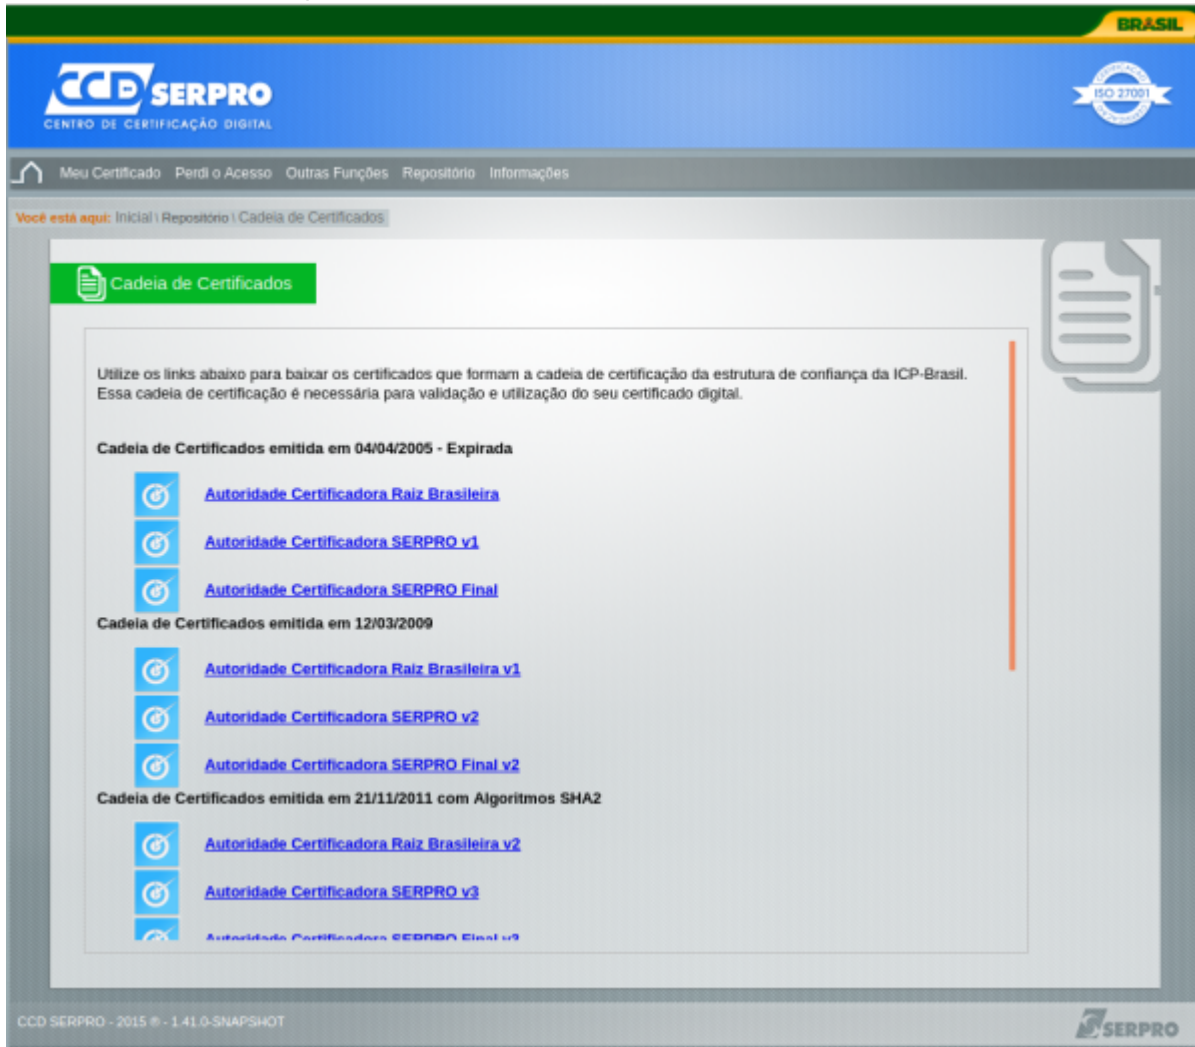 BRASIL
CCD SERPRO
CENTRO DE CERTIFICAÇÃO DIGITAL
ISO 27001
Meu Certificado Perdi o Acesso Outras Funções Repositório Informações
Você está aqui: Inicial \ Repositório \ Cadeia de Certificados
Cadeia de Certificados
Utilize os links abaixo para baixar os certificados que formam a cadeia de certificação da estrutura de confiança da ICP-Brasil.
Essa cadeia de certificação é necessária para validação e utilização do seu certificado digital.
Cadeia de Certificados emitida em 04/04/2005 - Expirada
Autoridade Certificadora Raiz Brasileira
Autoridade Certificadora SERPRO v1
Autoridade Certificadora SERPRO Final
Cadeia de Certificados emitida em 12/03/2009
Autoridade Certificadora Raiz Brasileira v1
Autoridade Certificadora SERPRO v2
Autoridade Certificadora SERPRO Final v2
Cadeia de Certificados emitida em 21/11/2011 com Algoritmos SHA2
Autoridade Certificadora Raiz Brasileira v2
Autoridade Certificadora SERPRO v3
Autoridade Certificadora SERPRO Final v3
CCD SERPRO - 2015 ® - 1.41.0-SNAPSHOT
SERPRO